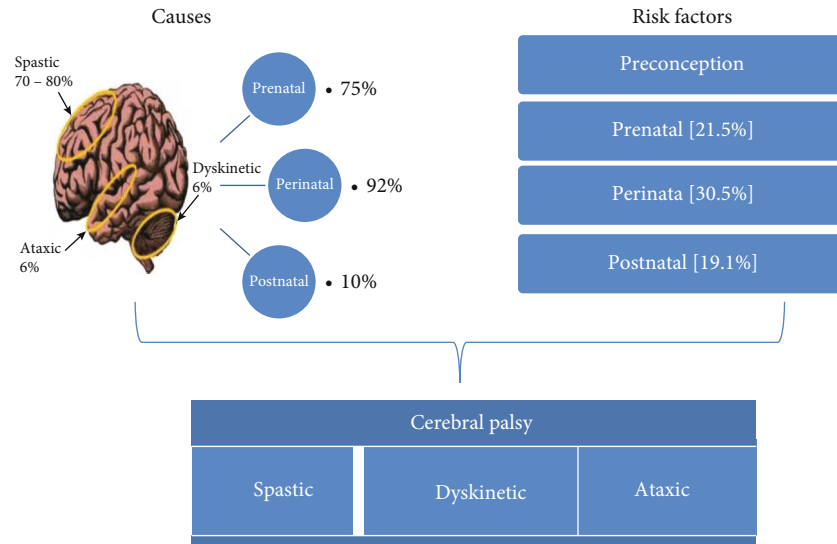 Causes
Spastic
70 – 80%
Dyskinetic
6%
Ataxic
6%
Prenatal
• 75%
Perinatal
• 92%
Postnatal
• 10%
Risk factors
Preconception
Prenatal [21.5%]
Perinata [30.5%]
Postnatal [19.1%]
Cerebral palsy
Spastic
Dyskinetic
Ataxic